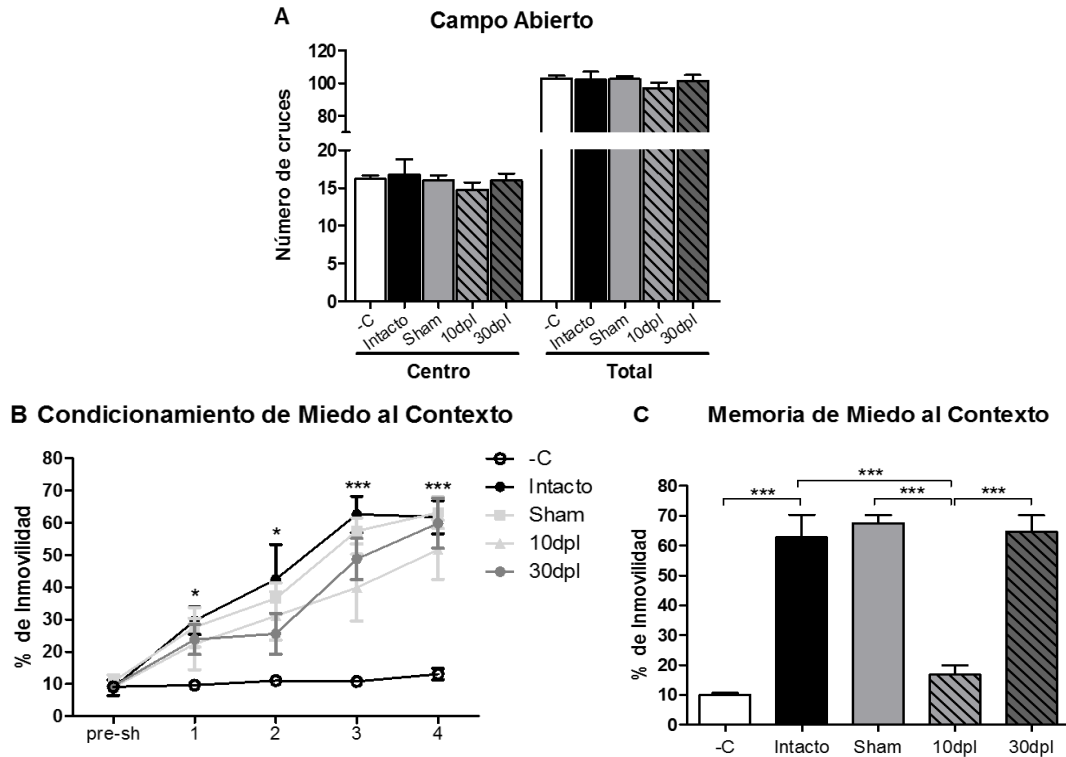 A
Campo Abierto
Número de cruces
120
100
80
20
15
10
5
0
-C
Intacto
Sham
10dpl
30dpl
-C
Intacto
Sham
10dpl
30dpl
Centro
Total
B Condicionamiento de Miedo al Contexto
% de Inmovilidad
80
70
60
50
40
30
20
10
0
*
*
***
***
pre-sh
1
2
3
4
-C
Intacto
Sham
10dpl
30dpl
C
Memoria de Miedo al Contexto
% de Inmovilidad
80
70
60
50
40
30
20
10
0
***
***
***
***
-C
Intacto
Sham
10dpl
30dpl